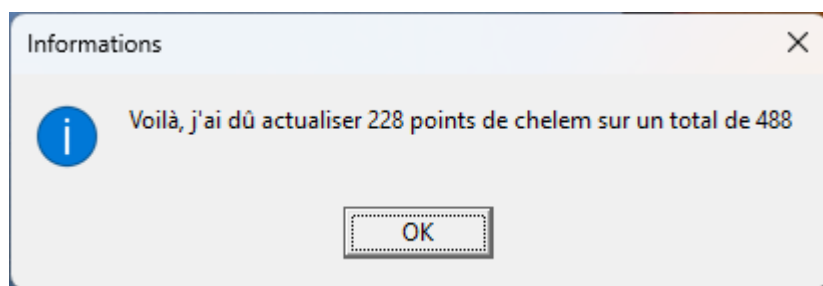 Informations
Voilà, j'ai dû actualiser 228 points de chelem sur un total de 488
OK